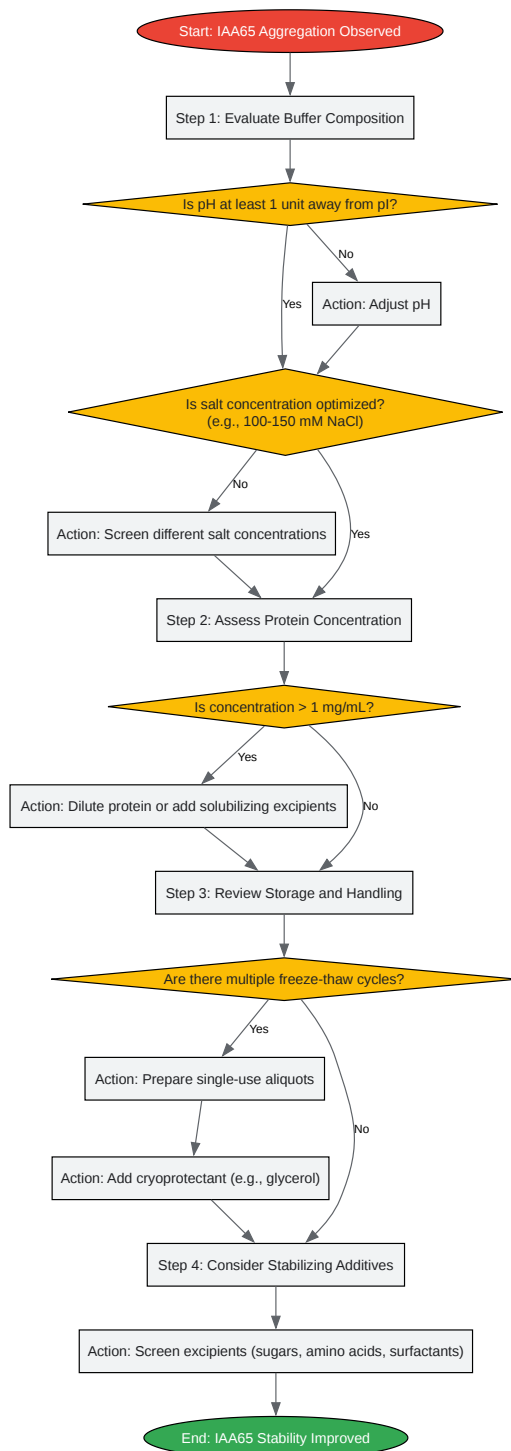 Start: IAA65 Aggregation Observed
Step 1: Evaluate Buffer Composition
Is pH at least 1 unit away from pI?
No
Yes
Action: Adjust pH
Is salt concentration optimized?
(e.g., 100-150 mM NaCl)
No
Action: Screen different salt concentrations
Yes
Step 2: Assess Protein Concentration
Is concentration > 1 mg/mL?
Yes
Action: Dilute protein or add solubilizing excipients
No
Step 3: Review Storage and Handling
Are there multiple freeze-thaw cycles?
Yes
Action: Prepare single-use aliquots
No
Action: Add cryoprotectant (e.g., glycerol)
Step 4: Consider Stabilizing Additives
Action: Screen excipients (sugars, amino acids, surfactants)
End: IAA65 Stability Improved